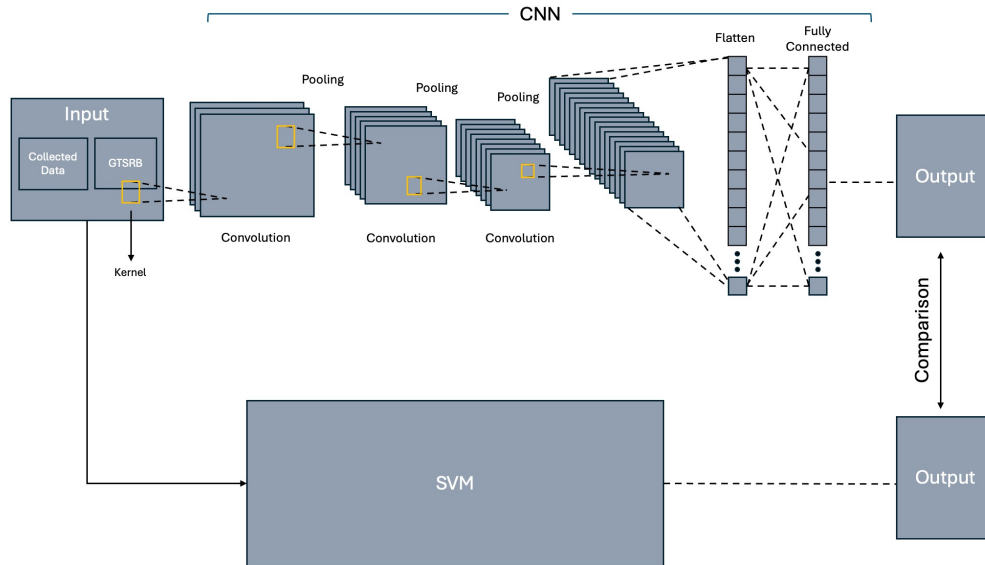 CNN
Flatten
Fully
Connected
Pooling
Pooling
Pooling
Input
Collected
Data
GTSRB
Output
Convolution
Convolution
Convolution
Kernel
Comparison
SVM
Output